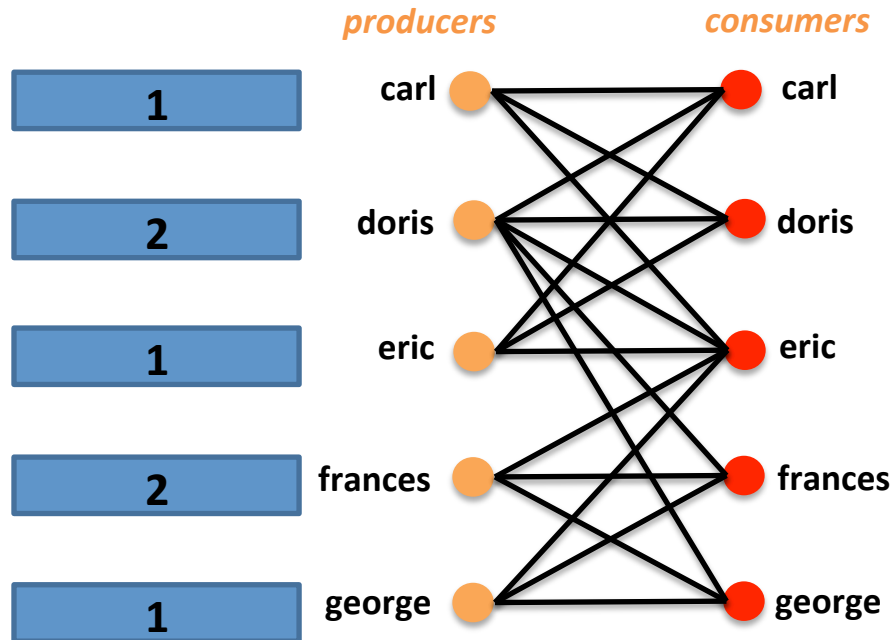 producers consumers
1 carl carl
2 doris doris
1 eric eric
2 frances frances
1 george george